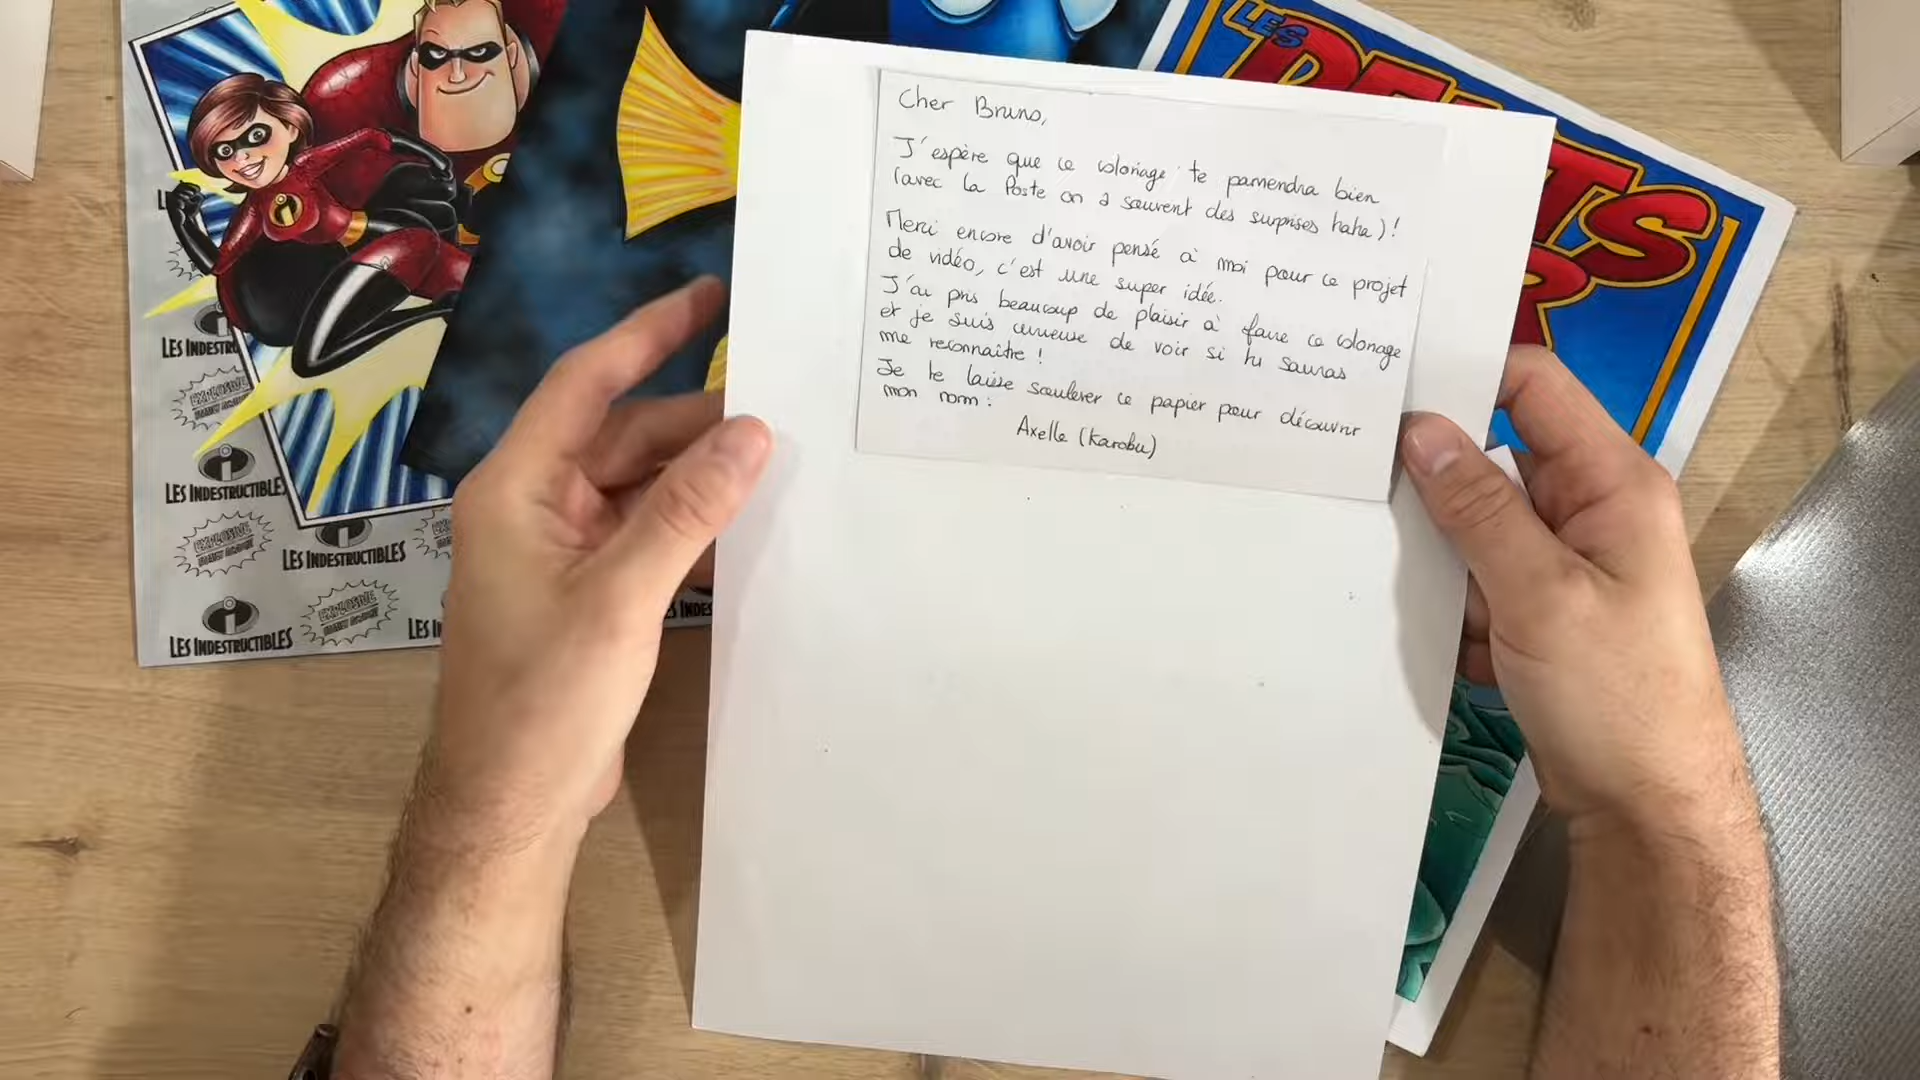 Cher Bruno,
J'espère que ce coloriage te parviendra bien
(avec la Poste on a souvent des surprises haha)!
Merci encore d'avoir pensé à moi pour ce projet
de vidéo, c'est une super idée.
J'ai pris beaucoup de plaisir à faire ce coloriage
et je suis curieuse de voir si tu sauras
me reconnaître !
Je te laisse soulever ce papier pour découvrir
mon nom :
Axelle (Karobu)
LES
LES INDESTRUCTIBLES
EXPLOSIVE
LES INDESTRUCTIBLES
EXPLOSIVE
LES INDESTRUCTIBLES
EXPLOSIVE
LES INDESTRUCTIBLES